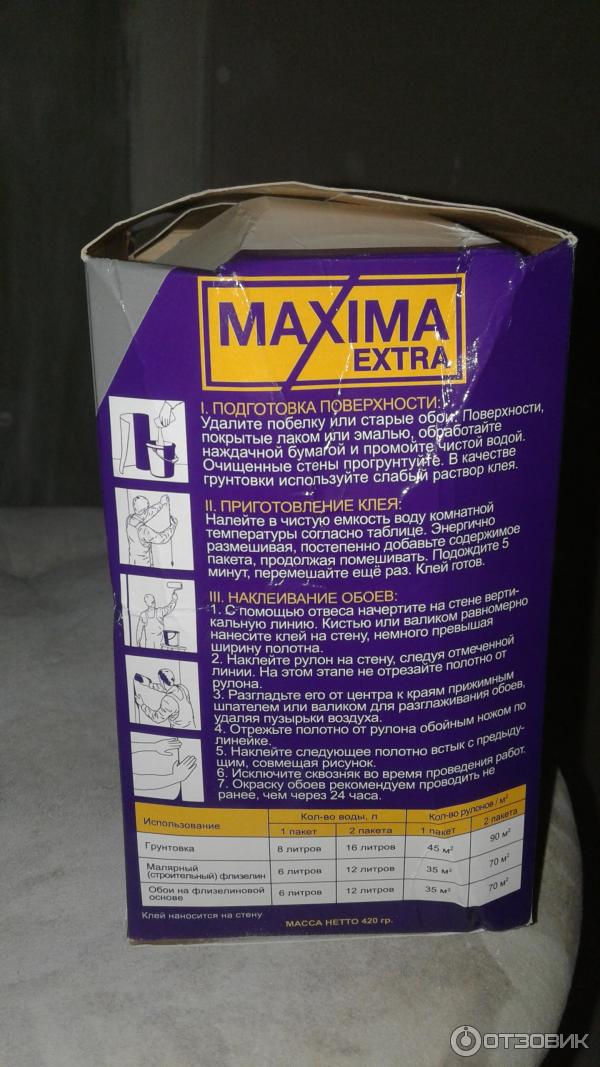 MAXIMA
EXTRA
I. ПОДГОТОВКА ПОВЕРХНОСТИ:
Удалите побелку или старые обои. Поверхности,
покрытые лаком или эмалью, обработайте
наждачной бумагой и промойте чистой водой.
Очищенные стены прогрунтуйте. В качестве
грунтовки используйте слабый раствор клея.
II. ПРИГОТОВЛЕНИЕ КЛЕЯ:
Налейте в чистую емкость воду комнатной
температуры согласно таблице. Энергично
размешивая, постепенно добавьте содержимое
пакета, продолжая помешивать. Подождите 5
минут, перемешайте ещё раз. Клей готов.
III. НАКЛЕИВАНИЕ ОБОЕВ:
1. С помощью отвеса начертите на стене верти-
кальную линию. Кистью или валиком равномерно
нанесите клей на стену, немного превышая
ширину полотна.
2. Наклейте рулон на стену, следуя отмеченной
линии. На этом этапе не отрезайте полотно от
рулона.
3. Разгладьте его от центра к краям прижимным
шпателем или валиком для разглаживания обоев,
удаляя пузырьки воздуха.
4. Отрежьте полотно от рулона обойным ножом по
линейке.
5. Наклейте следующее полотно встык с предыду-
щим, совмещая рисунок.
6. Исключите сквозняк во время проведения работ.
7. Окраску обоев рекомендуем проводить не
ранее, чем через 24 часа.
Использование Кол-во воды, л Кол-во рулонов / м²
1 пакет 2 пакета 1 пакет 2 пакета
Грунтовка 8 литров 16 литров 45 м² 90 м²
Малярный
(строительный) флизелин 6 литров 12 литров 35 м² 70 м²
Обои на флизелиновой
основе 6 литров 12 литров 35 м² 70 м²
Клей наносится на стену МАССА НЕТТО 420 гр.
ОТЗОВИК